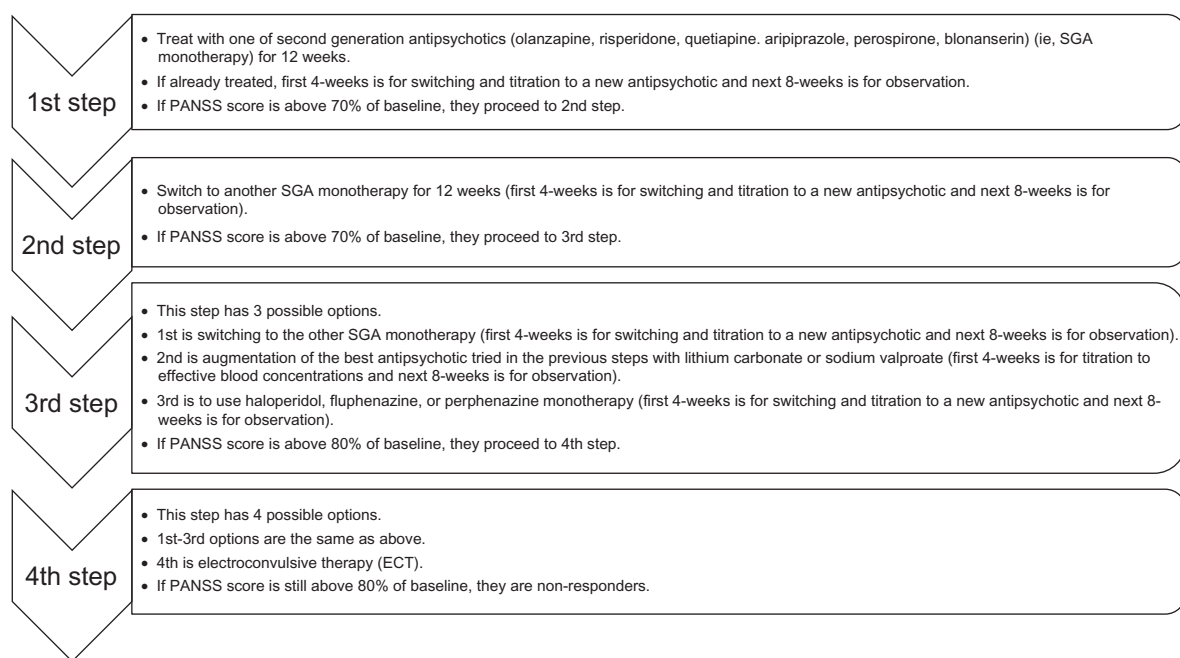 1st step
• Treat with one of second generation antipsychotics (olanzapine, risperidone, quetiapine. aripiprazole, perospirone, blonanserin) (ie, SGA
monotherapy) for 12 weeks.
• If already treated, first 4-weeks is for switching and titration to a new antipsychotic and next 8-weeks is for observation.
• If PANSS score is above 70% of baseline, they proceed to 2nd step.
2nd step
• Switch to another SGA monotherapy for 12 weeks (first 4-weeks is for switching and titration to a new antipsychotic and next 8-weeks is for
observation).
• If PANSS score is above 70% of baseline, they proceed to 3rd step.
3rd step
• This step has 3 possible options.
• 1st is switching to the other SGA monotherapy (first 4-weeks is for switching and titration to a new antipsychotic and next 8-weeks is for observation).
• 2nd is augmentation of the best antipsychotic tried in the previous steps with lithium carbonate or sodium valproate (first 4-weeks is for titration to
effective blood concentrations and next 8-weeks is for observation).
• 3rd is to use haloperidol, fluphenazine, or perphenazine monotherapy (first 4-weeks is for switching and titration to a new antipsychotic and next 8-
weeks is for observation).
• If PANSS score is above 80% of baseline, they proceed to 4th step.
4th step
• This step has 4 possible options.
• 1st-3rd options are the same as above.
• 4th is electroconvulsive therapy (ECT).
• If PANSS score is still above 80% of baseline, they are non-responders.